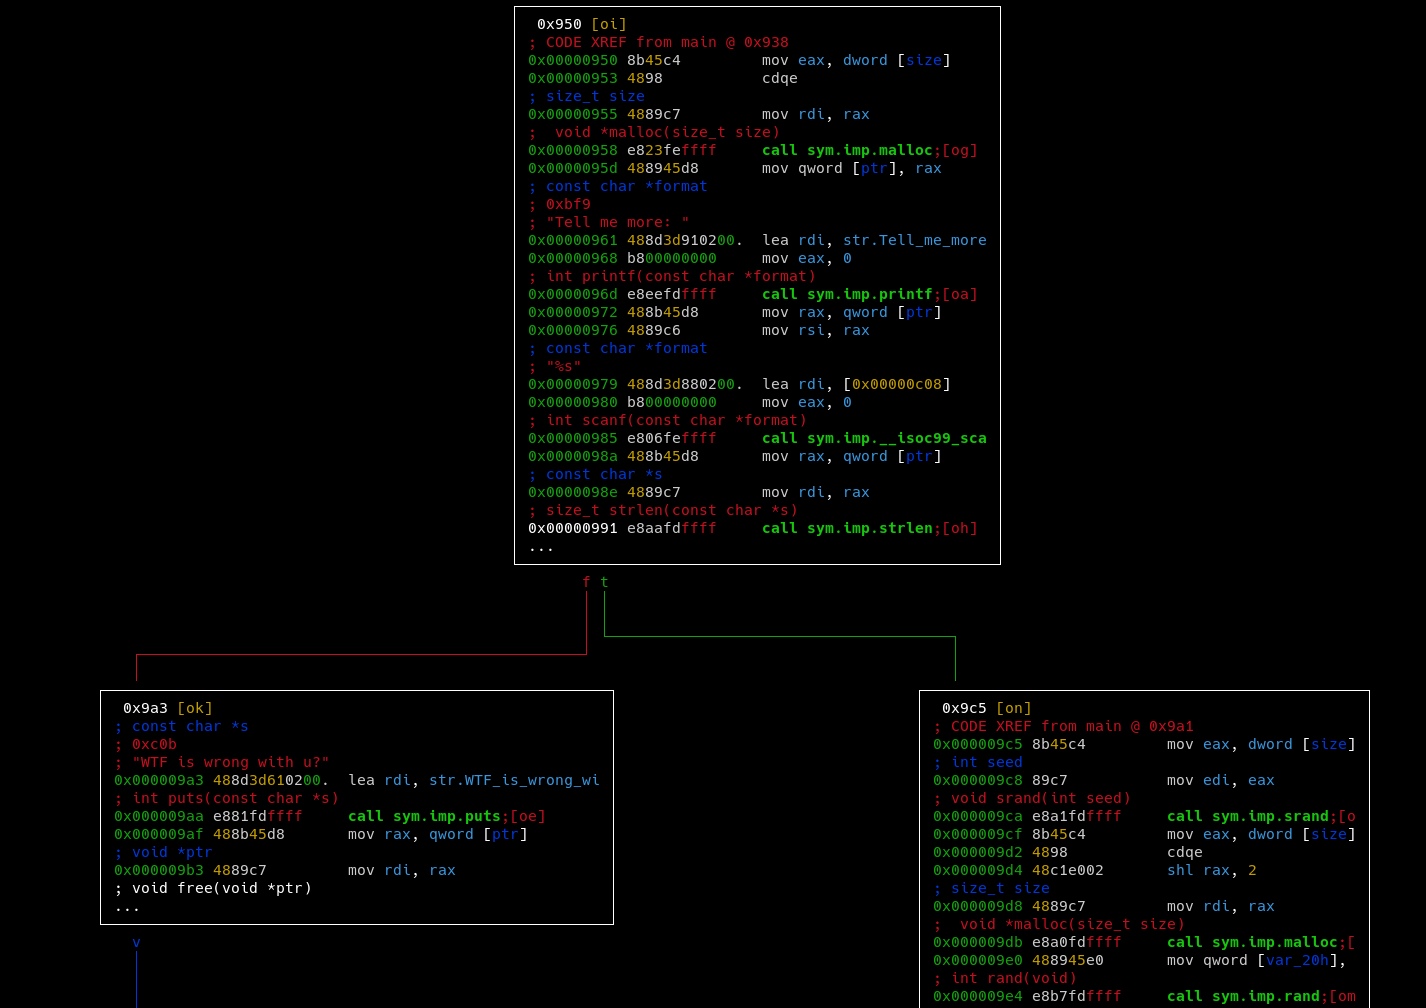 0x950 [oi]
; CODE XREF from main @ 0x938
0x00000950 8b45c4         mov eax, dword [size]
0x00000953 4898           cdqe
; size_t size
0x00000955 4889c7         mov rdi, rax
;  void *malloc(size_t size)
0x00000958 e823feffff     call sym.imp.malloc;[og]
0x0000095d 488945d8       mov qword [ptr], rax
; const char *format
; 0xbf9
; "Tell me more: "
0x00000961 488d3d910200.  lea rdi, str.Tell_me_more
0x00000968 b800000000     mov eax, 0
; int printf(const char *format)
0x0000096d e8eefdffff     call sym.imp.printf;[oa]
0x00000972 488b45d8       mov rax, qword [ptr]
0x00000976 4889c6         mov rsi, rax
; const char *format
; "%s"
0x00000979 488d3d880200.  lea rdi, [0x00000c08]
0x00000980 b800000000     mov eax, 0
; int scanf(const char *format)
0x00000985 e806feffff     call sym.imp.__isoc99_sca
0x0000098a 488b45d8       mov rax, qword [ptr]
; const char *s
0x0000098e 4889c7         mov rdi, rax
; size_t strlen(const char *s)
0x00000991 e8aafdffff     call sym.imp.strlen;[oh]
...
f t
0x9a3 [ok]
; const char *s
; 0xc0b
; "WTF is wrong with u?"
0x000009a3 488d3d610200.  lea rdi, str.WTF_is_wrong_wi
; int puts(const char *s)
0x000009aa e881fdffff     call sym.imp.puts;[oe]
0x000009af 488b45d8       mov rax, qword [ptr]
; void *ptr
0x000009b3 4889c7         mov rdi, rax
; void free(void *ptr)
...
v
0x9c5 [on]
; CODE XREF from main @ 0x9a1
0x000009c5 8b45c4         mov eax, dword [size]
; int seed
0x000009c8 89c7           mov edi, eax
; void srand(int seed)
0x000009ca e8a1fdffff     call sym.imp.srand;[o
0x000009cf 8b45c4         mov eax, dword [size]
0x000009d2 4898           cdqe
0x000009d4 48c1e002       shl rax, 2
; size_t size
0x000009d8 4889c7         mov rdi, rax
;  void *malloc(size_t size)
0x000009db e8a0fdffff     call sym.imp.malloc;[
0x000009e0 488945e0       mov qword [var_20h],
; int rand(void)
0x000009e4 e8b7fdffff     call sym.imp.rand;[om